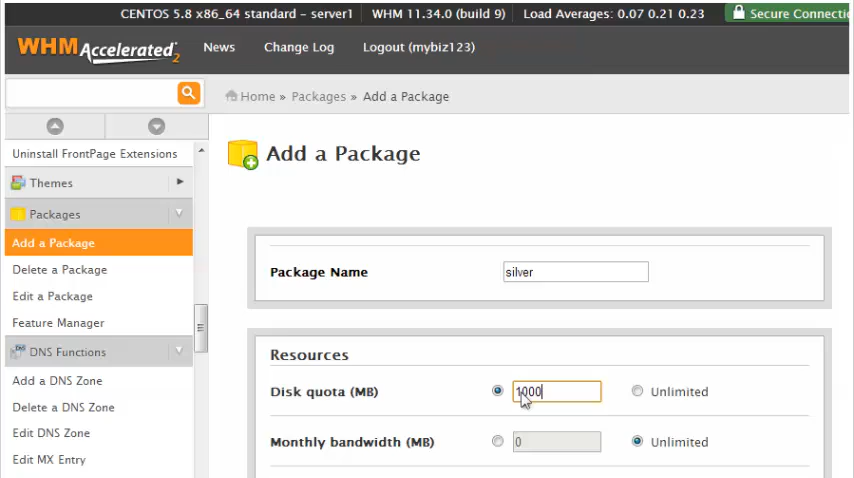 CENTOS 5.8 x86_64 standard – server1 WHM 11.34.0 (build 9) Load Averages: 0.07 0.21 0.23 Secure Connectio
WHM Accelerated 2 News Change Log Logout (mybiz123)
Home » Packages » Add a Package
Uninstall FrontPage Extensions
Add a Package
Themes
Packages
Add a Package
Delete a Package
Package Name silver
Edit a Package
Feature Manager
DNS Functions
Resources
Add a DNS Zone
Disk quota (MB) 1000 Unlimited
Delete a DNS Zone
Edit DNS Zone
Monthly bandwidth (MB) 0 Unlimited
Edit MX Entry